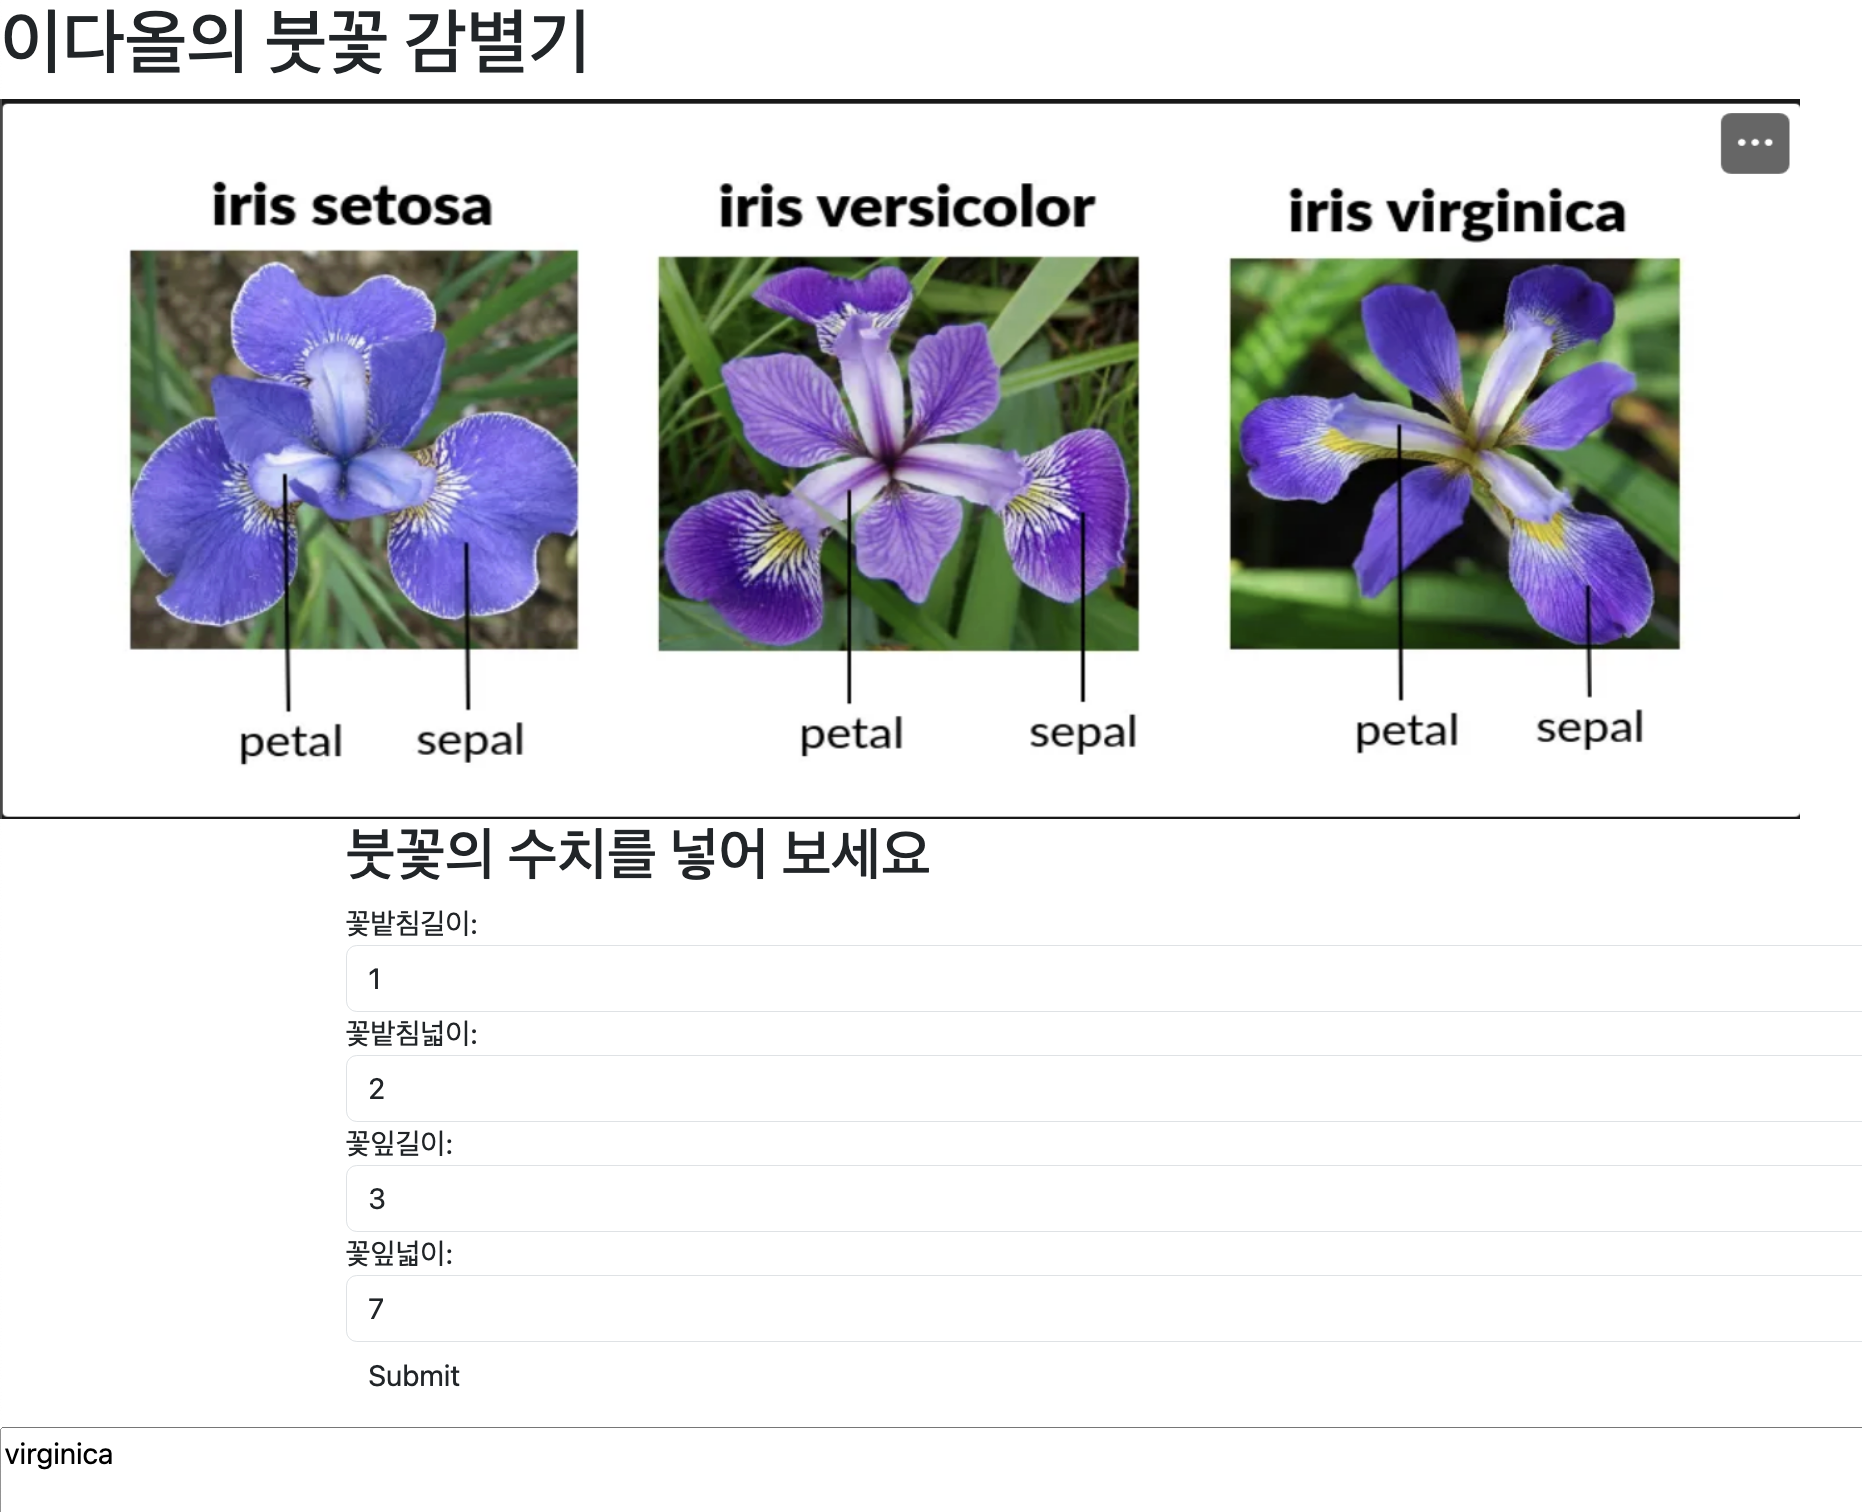 이다올의 붓꽃 감별기
iris setosa
iris versicolor
iris virginica
petal
sepal
petal
sepal
petal
sepal
붓꽃의 수치를 넣어 보세요
꽃밭침길이:
1
꽃밭침넓이:
2
꽃잎길이:
3
꽃잎넓이:
7
Submit
virginica